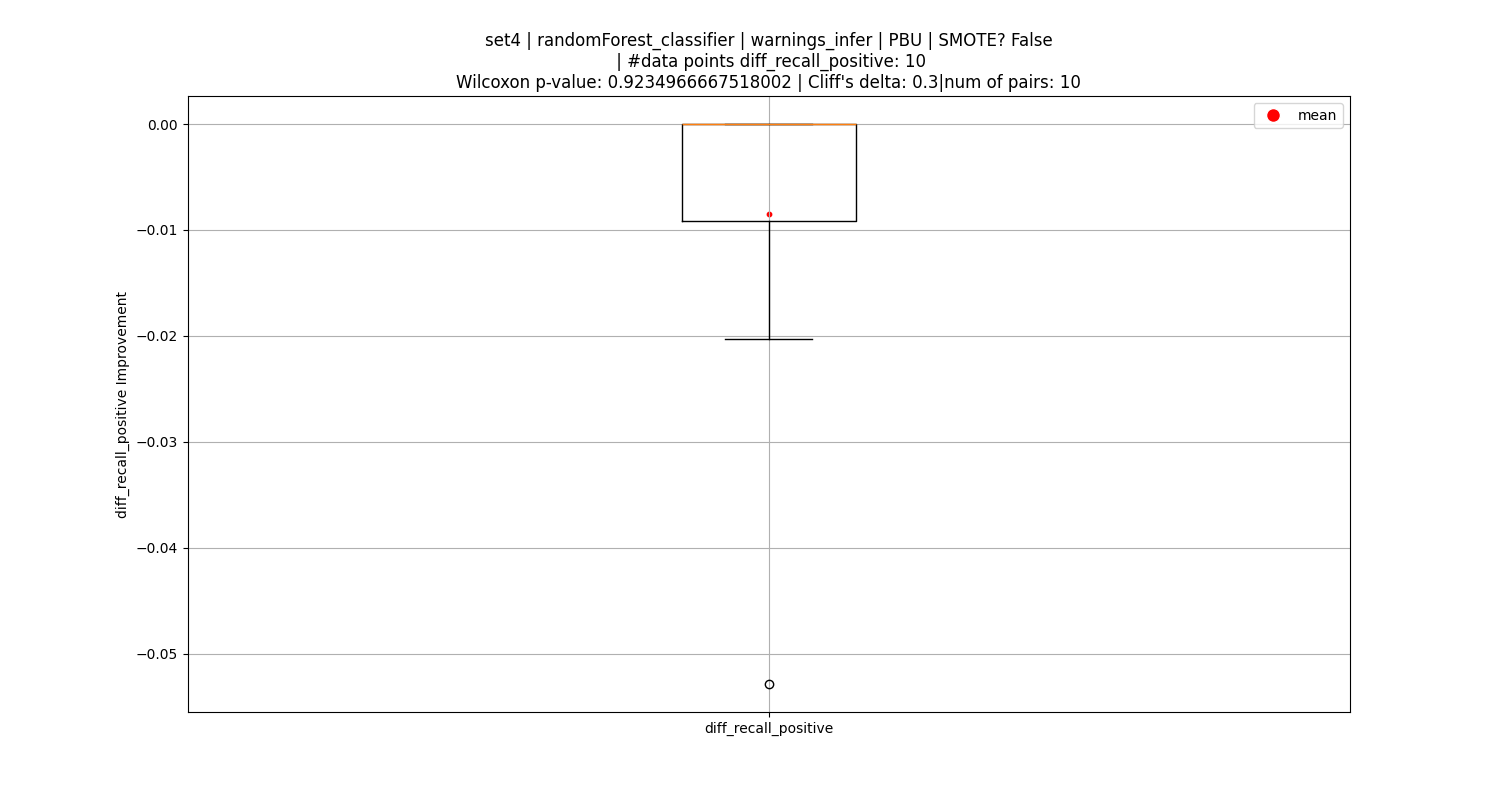 set4 | randomForest_classifier | warnings_infer | PBU | SMOTE? False
| #data points diff_recall_positive: 10
Wilcoxon p-value: 0.9234966667518002 | Cliff's delta: 0.3|num of pairs: 10
mean
0.00
−0.01
−0.02
−0.03
−0.04
−0.05
diff_recall_positive Improvement
diff_recall_positive